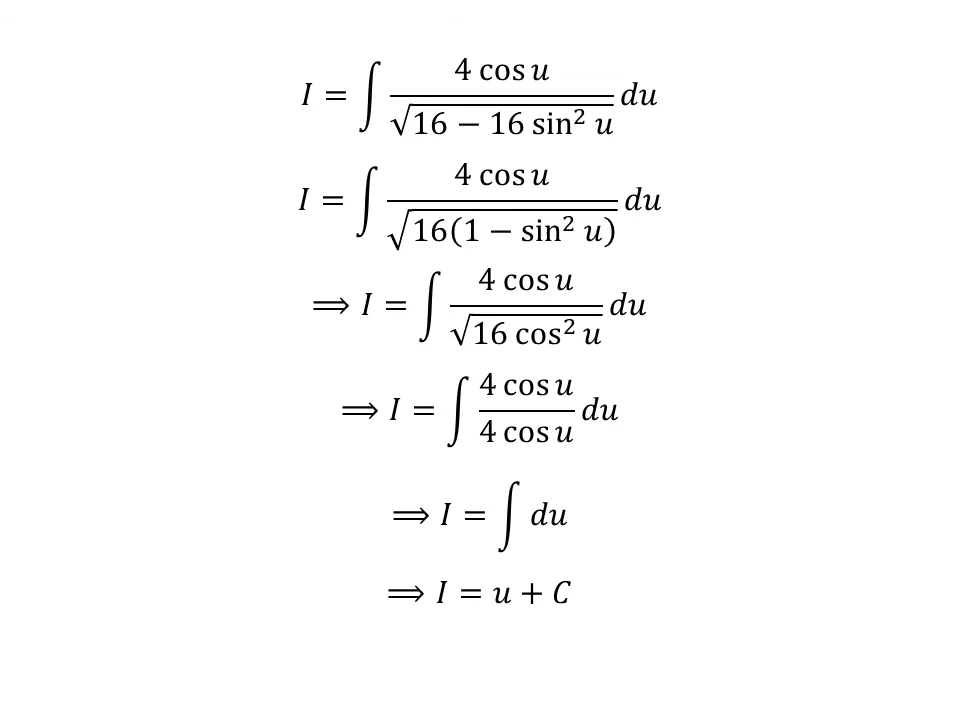 I = ∫ 4 cos u / √(16 − 16 sin² u) du
I = ∫ 4 cos u / √(16(1 − sin² u)) du
⟹ I = ∫ 4 cos u / √(16 cos² u) du
⟹ I = ∫ 4 cos u / 4 cos u du
⟹ I = ∫ du
⟹ I = u + C